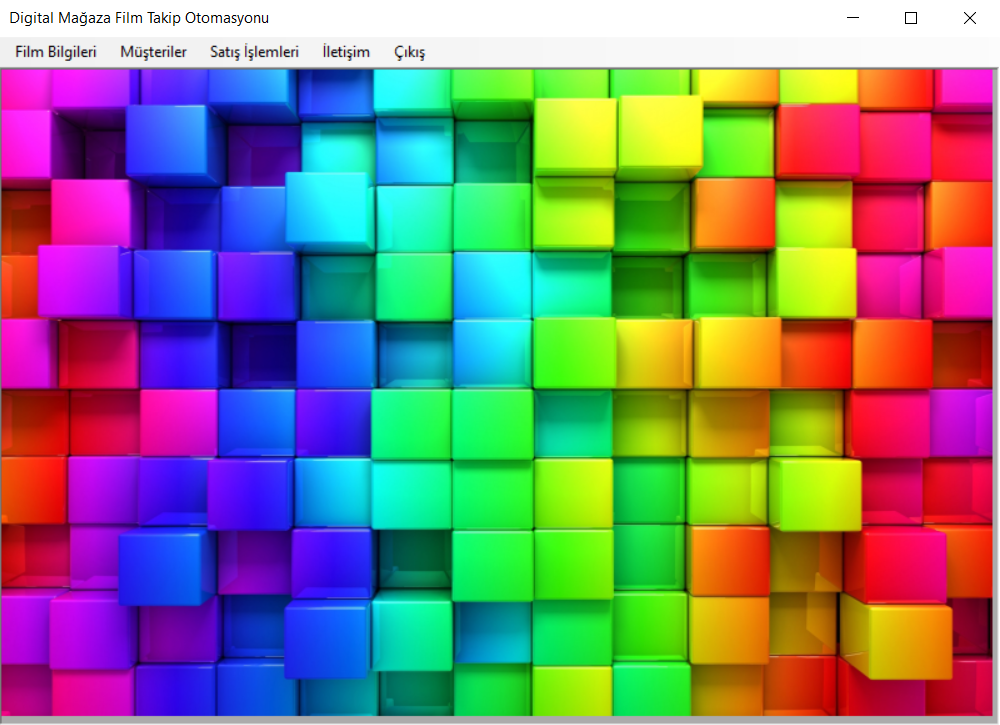 Digital Mağaza Film Takip Otomasyonu
Film Bilgileri Müşteriler Satış İşlemleri İletişim Çıkış